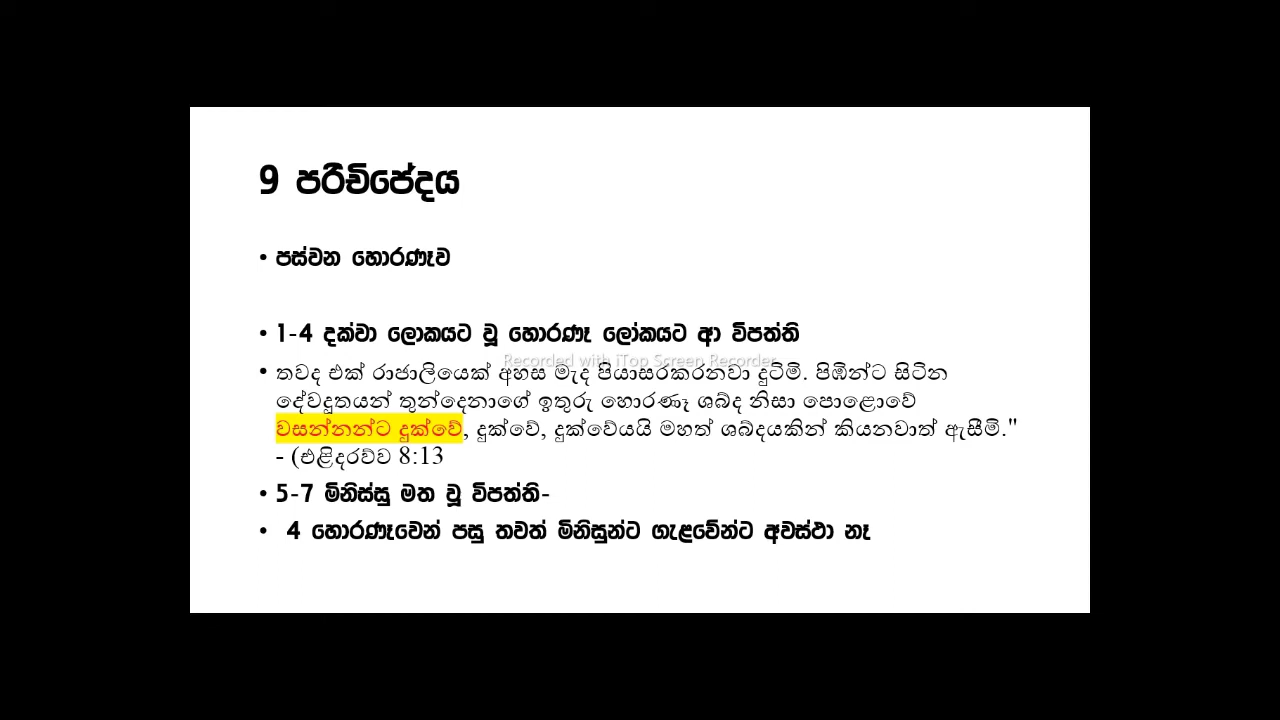 9 පරිච්පේදය
• පස්වන හොරණෑව
• 1-4 දක්වා ලොකයට වූ හොරණෑ ලෝකයට ආ විපත්ති
Recorded with iTop Screen Recorder
• තවද එක් රාජාලියෙක් අහස මැද පියාසරකරනවා දුටිමි. පිඹින්ට සිටින
දේවදූතයන් තුන්දෙනාගේ ඉතුරු හොරණෑ ශබ්ද නිසා පොළොවේ
වසන්නන්ට දුක්වේ, දුක්වේ, දුක්වේයයි මහත් ශබ්දයකින් කියනවාත් ඇසීමි."
- (එළිදරව්ව 8:13
• 5-7 මිනිස්සු මත වූ විපත්ති-
• 4 හොරණෑවෙන් පසු තවත් මිනිසුන්ට ගැළවේන්ට අවස්ථා නෑ